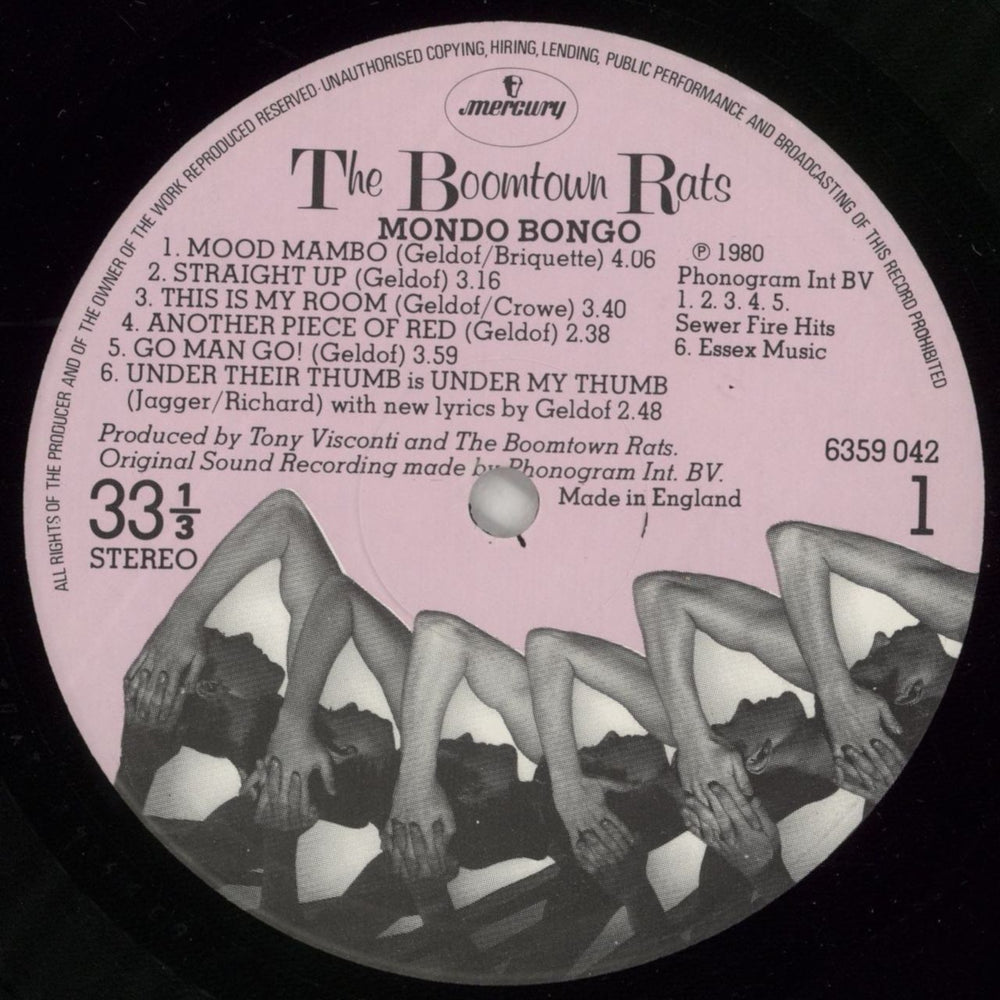 ALL RIGHTS OF THE PRODUCER AND OF THE OWNER OF THE WORK REPRODUCED RESERVED·UNAUTHORISED COPYING, HIRING, LENDING, PUBLIC PERFORMANCE AND BROADCASTING OF THIS RECORD PROHIBITED
mercury
The Boomtown Rats
MONDO BONGO
1. MOOD MAMBO (Geldof/Briquette) 4.06
2. STRAIGHT UP (Geldof) 3.16
3. THIS IS MY ROOM (Geldof/Crowe) 3.40
4. ANOTHER PIECE OF RED (Geldof) 2.38
5. GO MAN GO! (Geldof) 3.59
6. UNDER THEIR THUMB is UNDER MY THUMB
(Jagger/Richard) with new lyrics by Geldof 2.48
℗ 1980
Phonogram Int BV
1. 2. 3. 4. 5.
Sewer Fire Hits
6. Essex Music
Produced by Tony Visconti and The Boomtown Rats.
Original Sound Recording made by Phonogram Int. BV.
Made in England
6359 042
1
33 1/3
STEREO